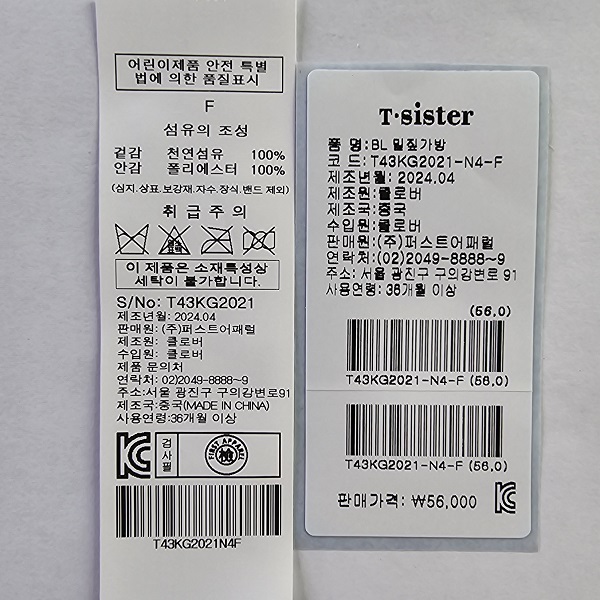 어린이제품 안전 특별
법에 의한 품질표시
F
섬유의 조성
겉감 천연섬유 100%
안감 폴리에스터 100%
(심지.상표.보강재.자수.장식.밴드 제외)
취급주의
이 제품은 소재특성상
세탁이 불가합니다.
S/No: T43KG2021
제조년월: 2024.04
판매원: (주)퍼스트어패럴
제조원: 클로버
수입원: 클로버
제품 문의처
연락처: 02)2049-8888~9
주소:서울 광진구 구의강변로91
제조국:중국(MADE IN CHINA)
사용연령:36개월 이상
KC
검사필
FIRST APPAREL
檢
T43KG2021N4F
T·sister
품 명:BL 밀짚가방
코 드:T43KG2021-N4-F
제조년월:2024.04
제조원:클로버
제조국:중국
수입원:클로버
판매원:(주)퍼스트어패럴
연락처:(02)2049-8888~9
주소: 서울 광진구 구의강변로 91
사용연령: 36개월 이상
(56.0)
T43KG2021-N4-F (56.0)
T43KG2021-N4-F (56.0)
판매가격: ₩56,000
KC